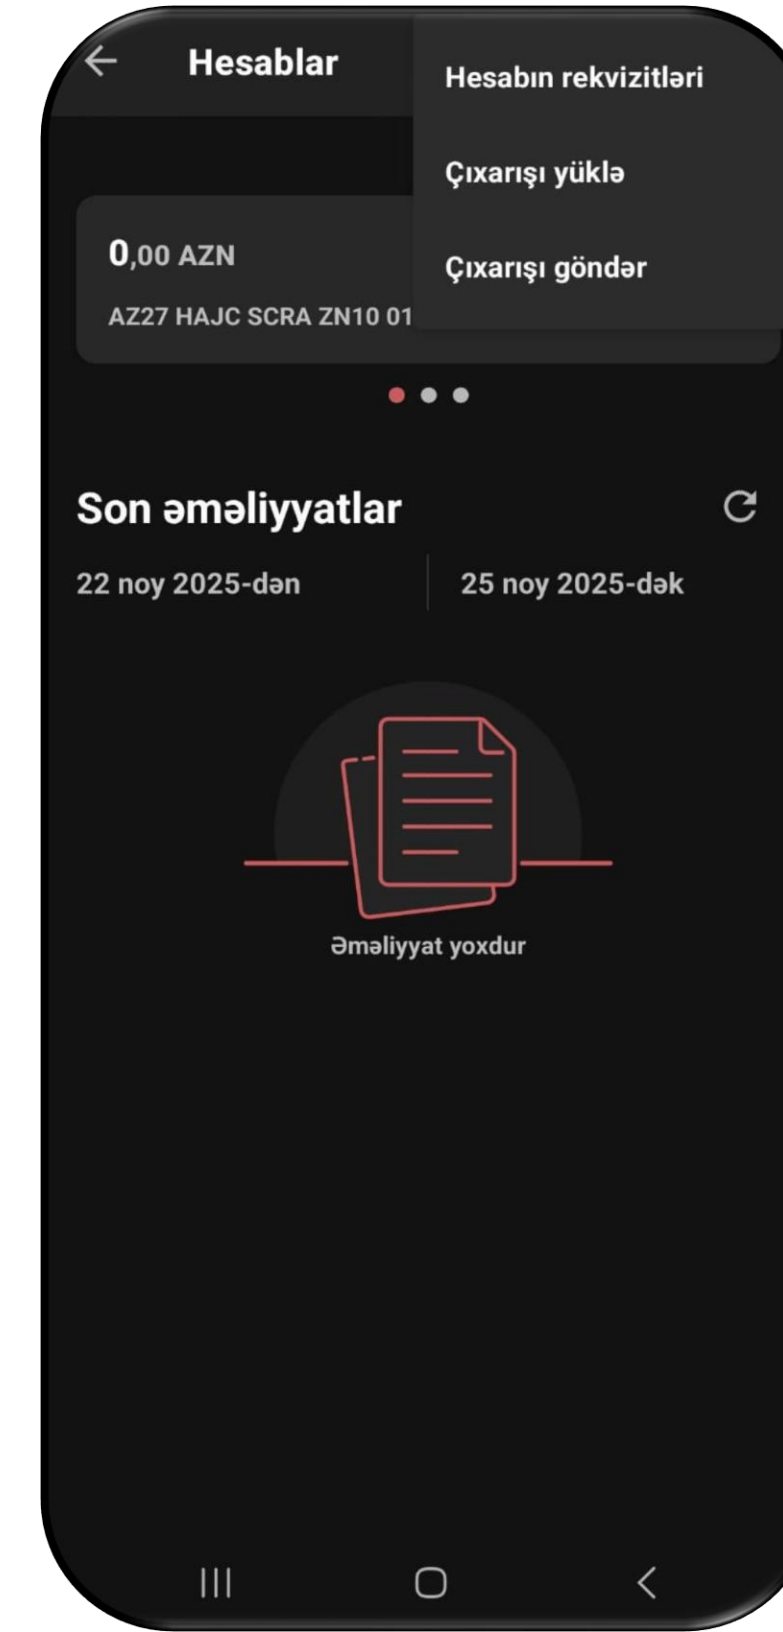 Hesablar
Hesabın rekvizitləri
Çıxarışı yüklə
Çıxarışı göndər
0,00 AZN
AZ27 HAJC SCRA ZN10 01
Son əməliyyatlar
22 noy 2025-dən
25 noy 2025-dək
Əməliyyat yoxdur